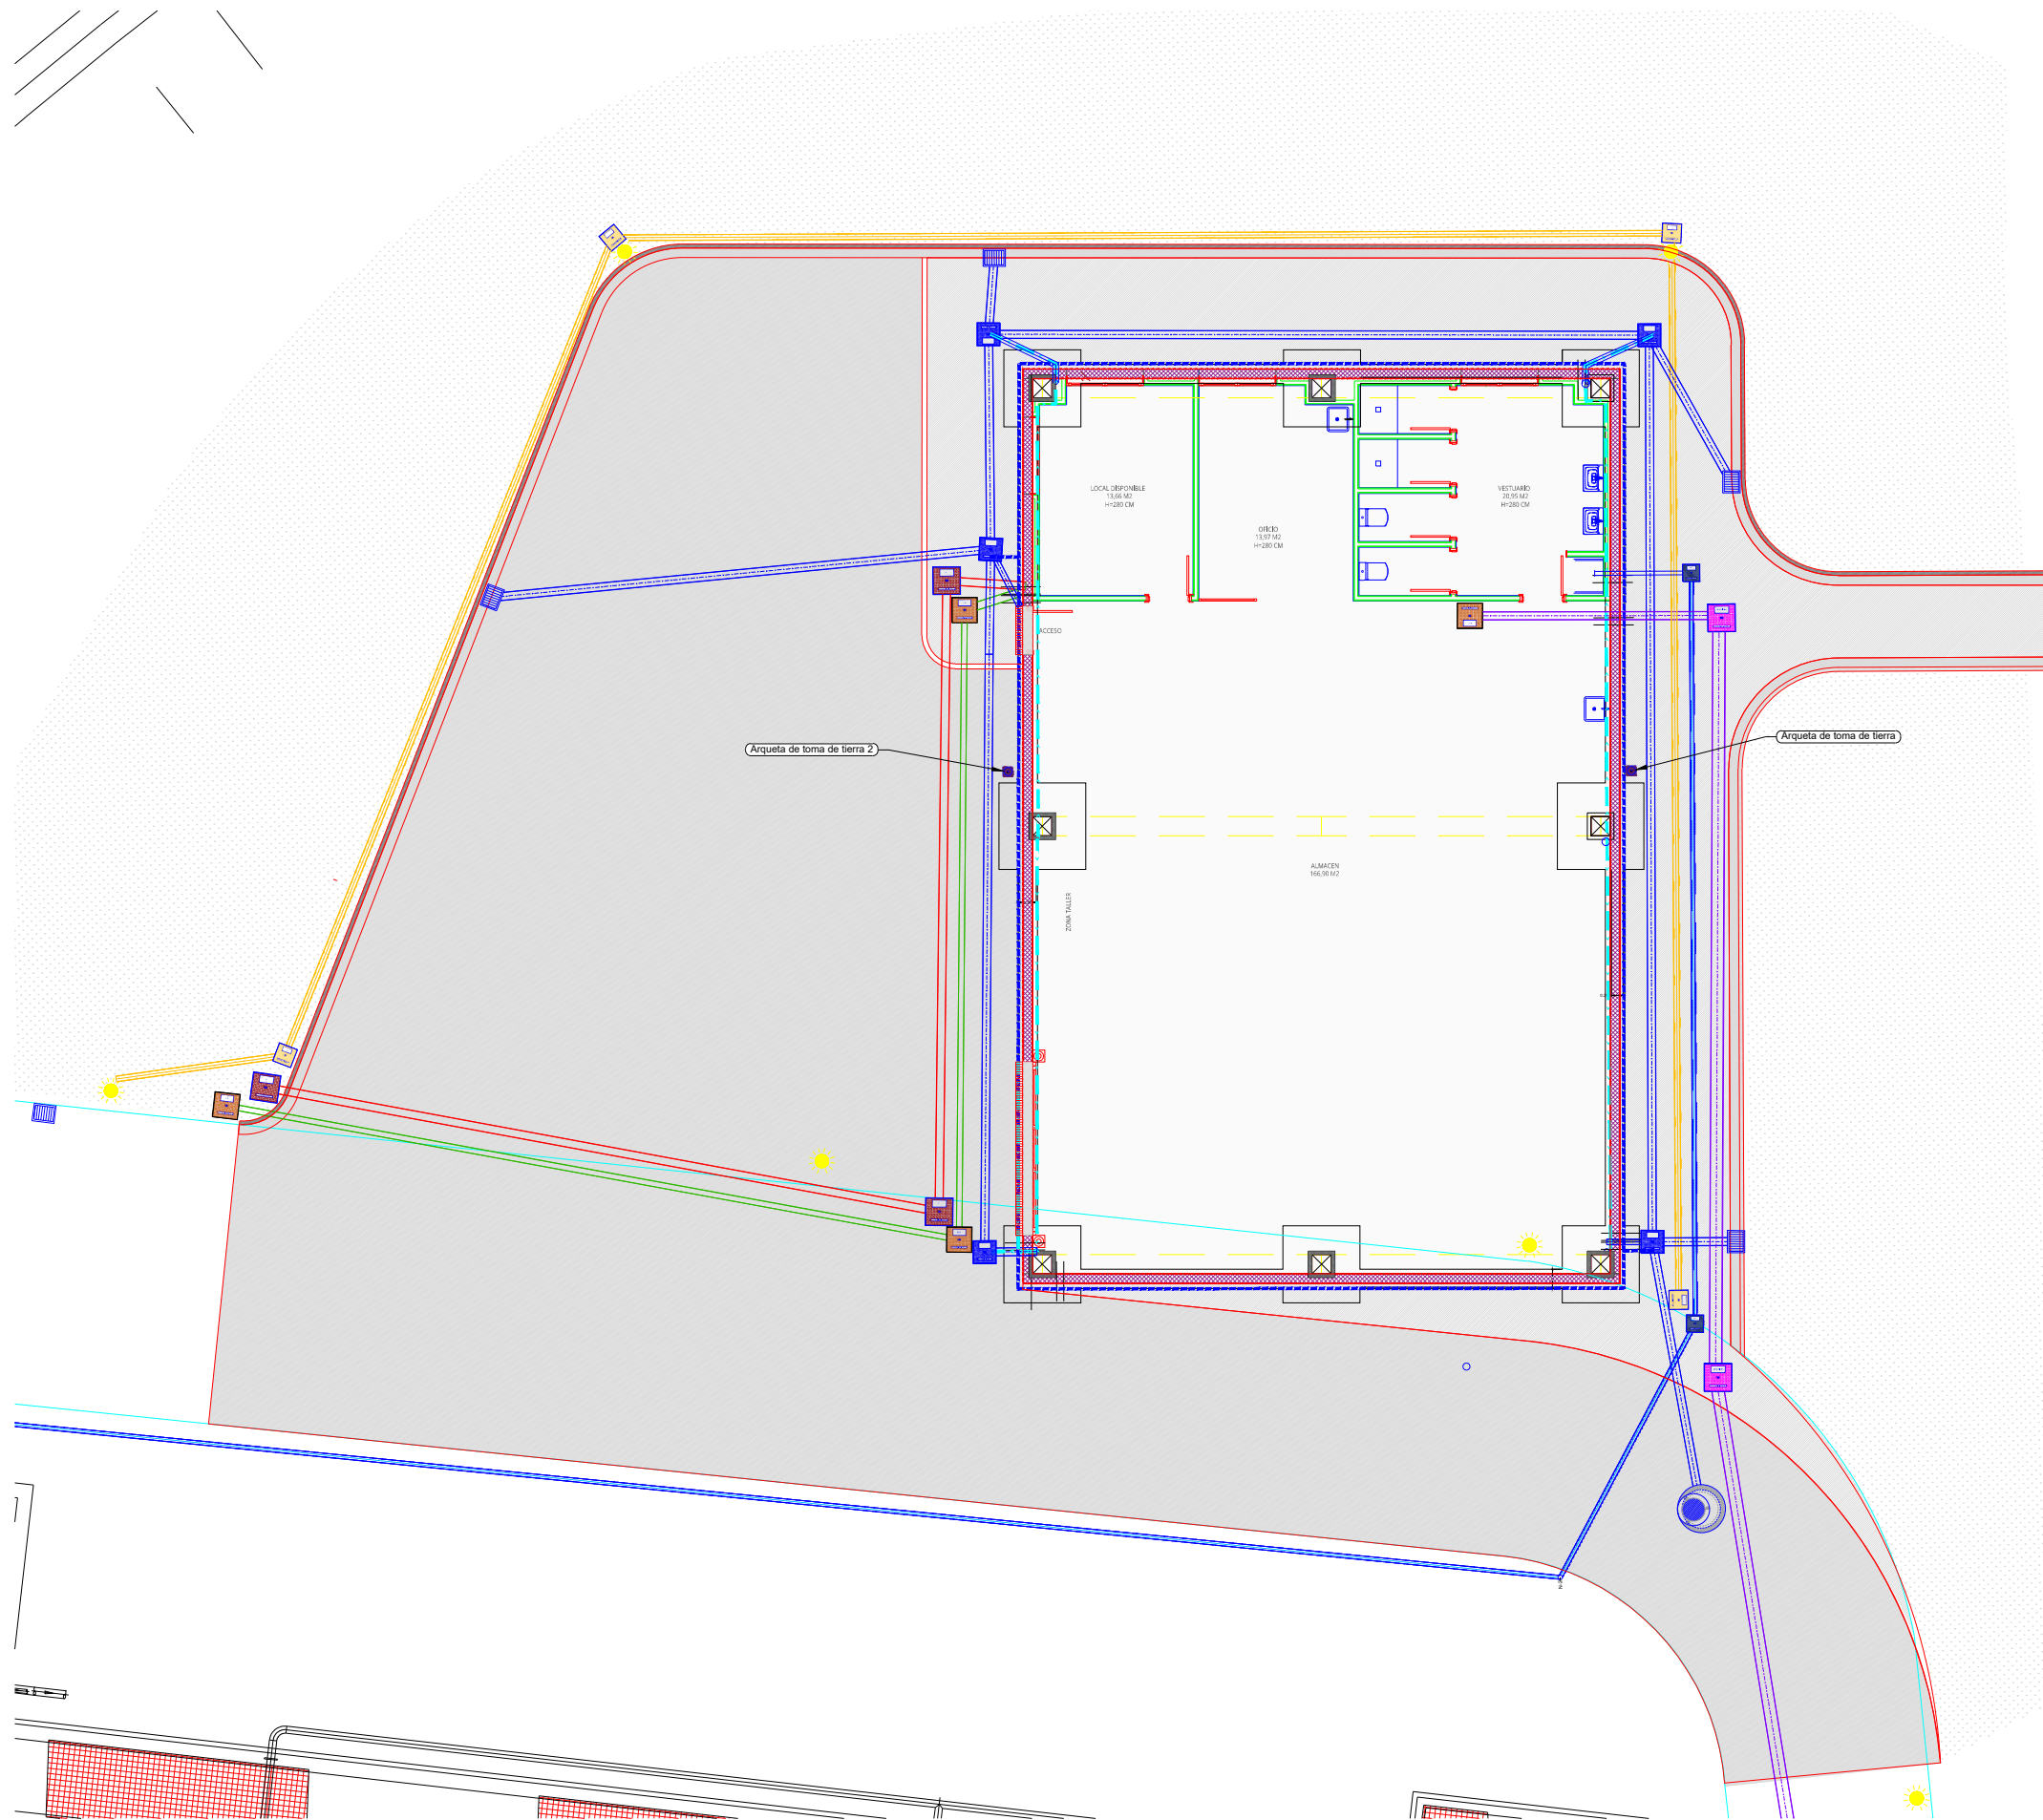 LOCAL DISPONIBLE
13,66 M2
H=280 CM
VESTUARIO
20,95 M2
H=280 CM
OFICIO
13,97 M2
H=280 CM
ACCESO
Arqueta de toma de tierra 2
Arqueta de toma de tierra
ALMACEN
166,90 M2
ZONA TALLER